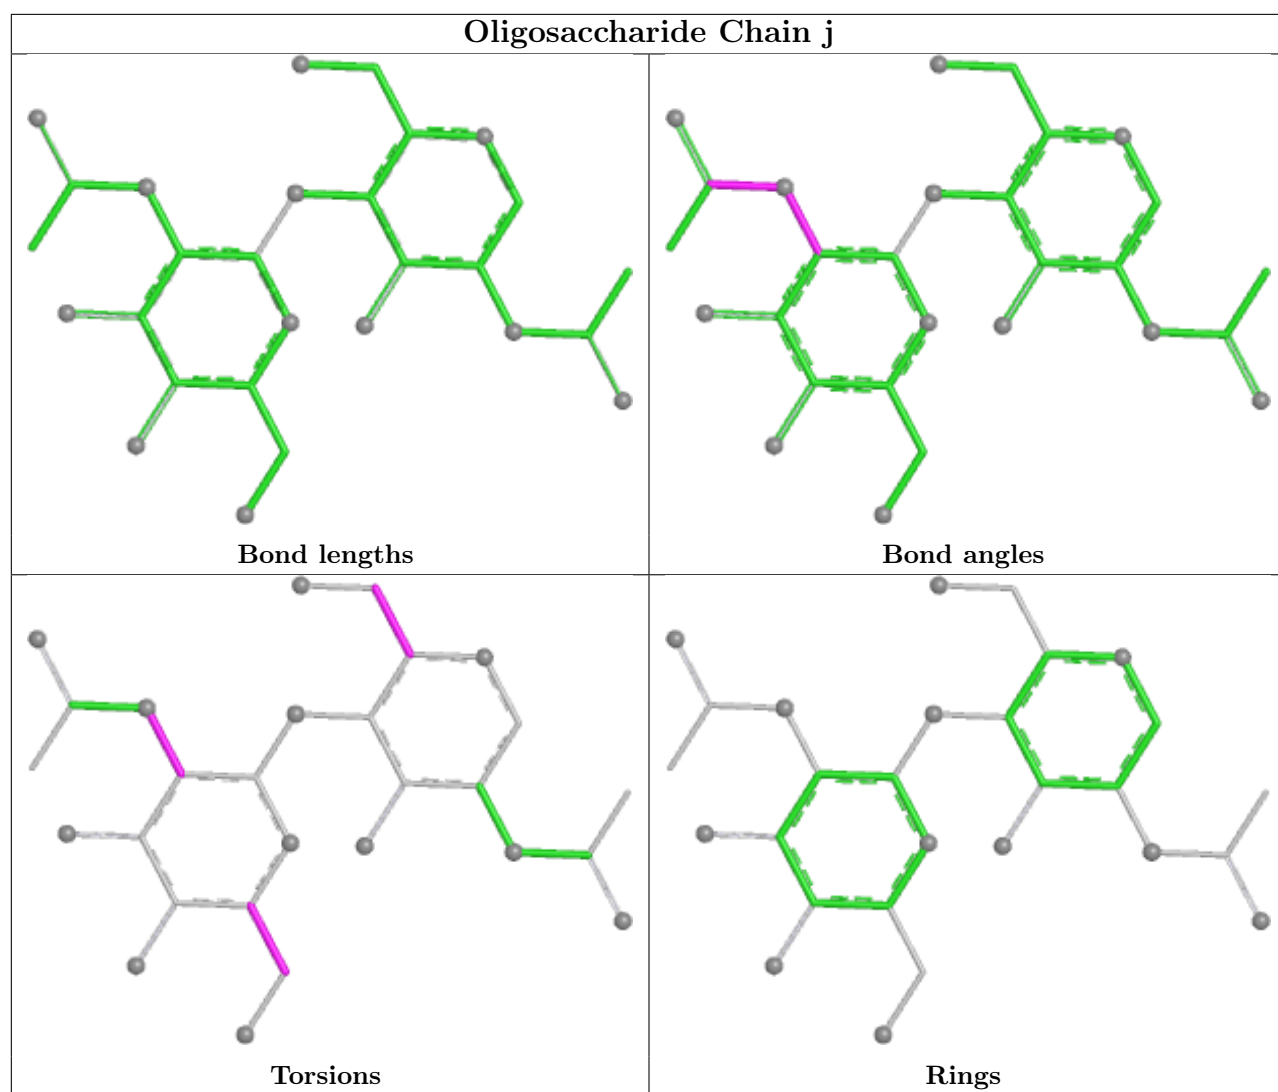 Oligosaccharide Chain j
Bond lengths
Bond angles
Torsions
Rings